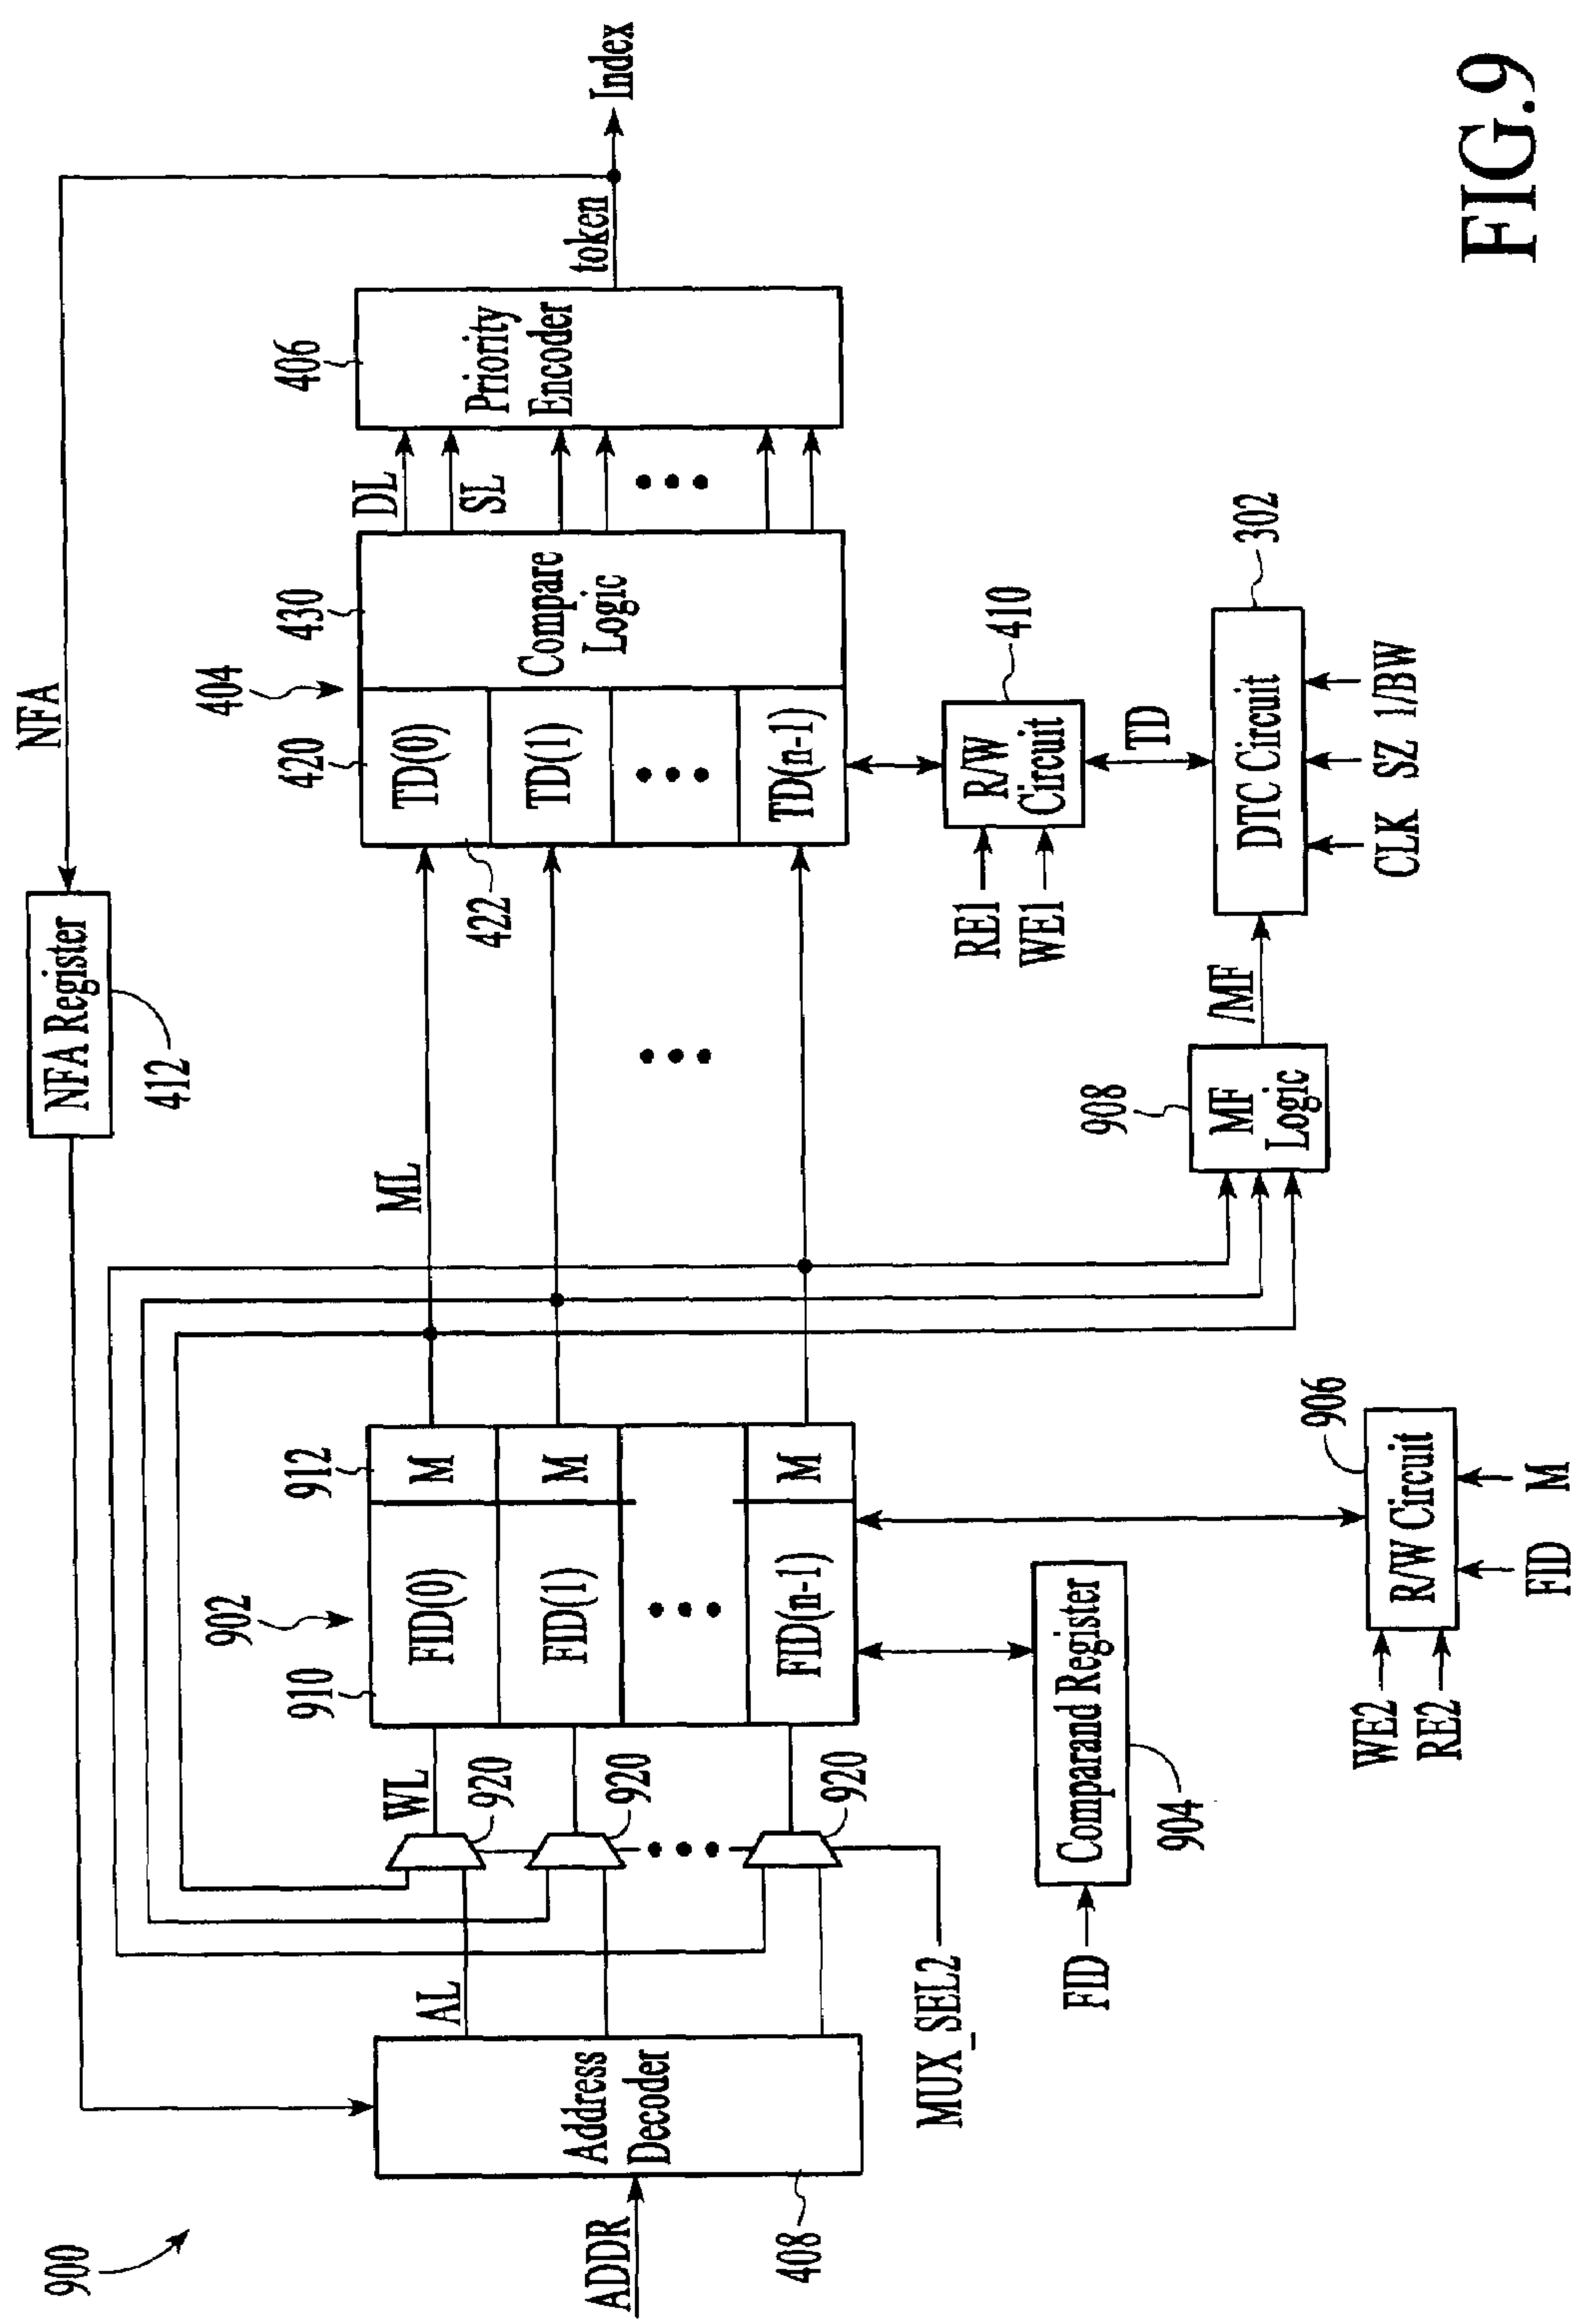 900
NFA
NFA Register
412
Index
token
406
Priority
Encoder
DL
SL
404
430
420
Compare
Logic
TD(0)
TD(1)
TD(n-1)
422
ML
912
902
910
M
M
M
FID(0)
FID(1)
FID(n-1)
WL
920
920
920
AL
Address
Decoder
408
ADDR
MUX_SEL2
FID
Comparand Register
904
WE2
RE2
R/W Circuit
906
FID
M
908
MF
Logic
/MF
RE1
WE1
R/W
Circuit
410
TD
DTC Circuit
302
CLK
SZ
1/BW
FIG.9